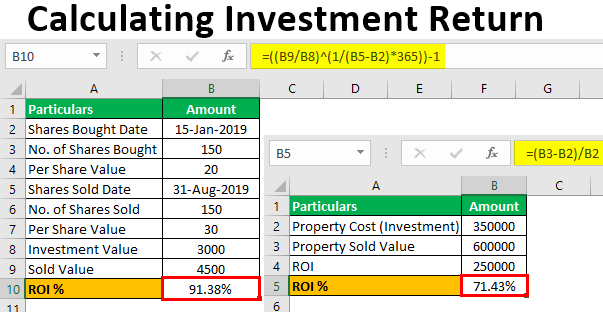 Calculating Investment Return
B10 fx =((B9/B8)^(1/(B5-B2)*365))-1
A B C D E F G
1 Particulars Amount
2 Shares Bought Date 15-Jan-2019
3 No. of Shares Bought 150
4 Per Share Value 20
5 Shares Sold Date 31-Aug-2019
6 No. of Shares Sold 150
7 Per Share Value 30
8 Investment Value 3000
9 Sold Value 4500
10 ROI % 91.38%
11
B5 fx =(B3-B2)/B2
A B C
1 Particulars Amount
2 Property Cost (Investment) 350000
3 Property Sold Value 600000
4 ROI 250000
5 ROI % 71.43%
6